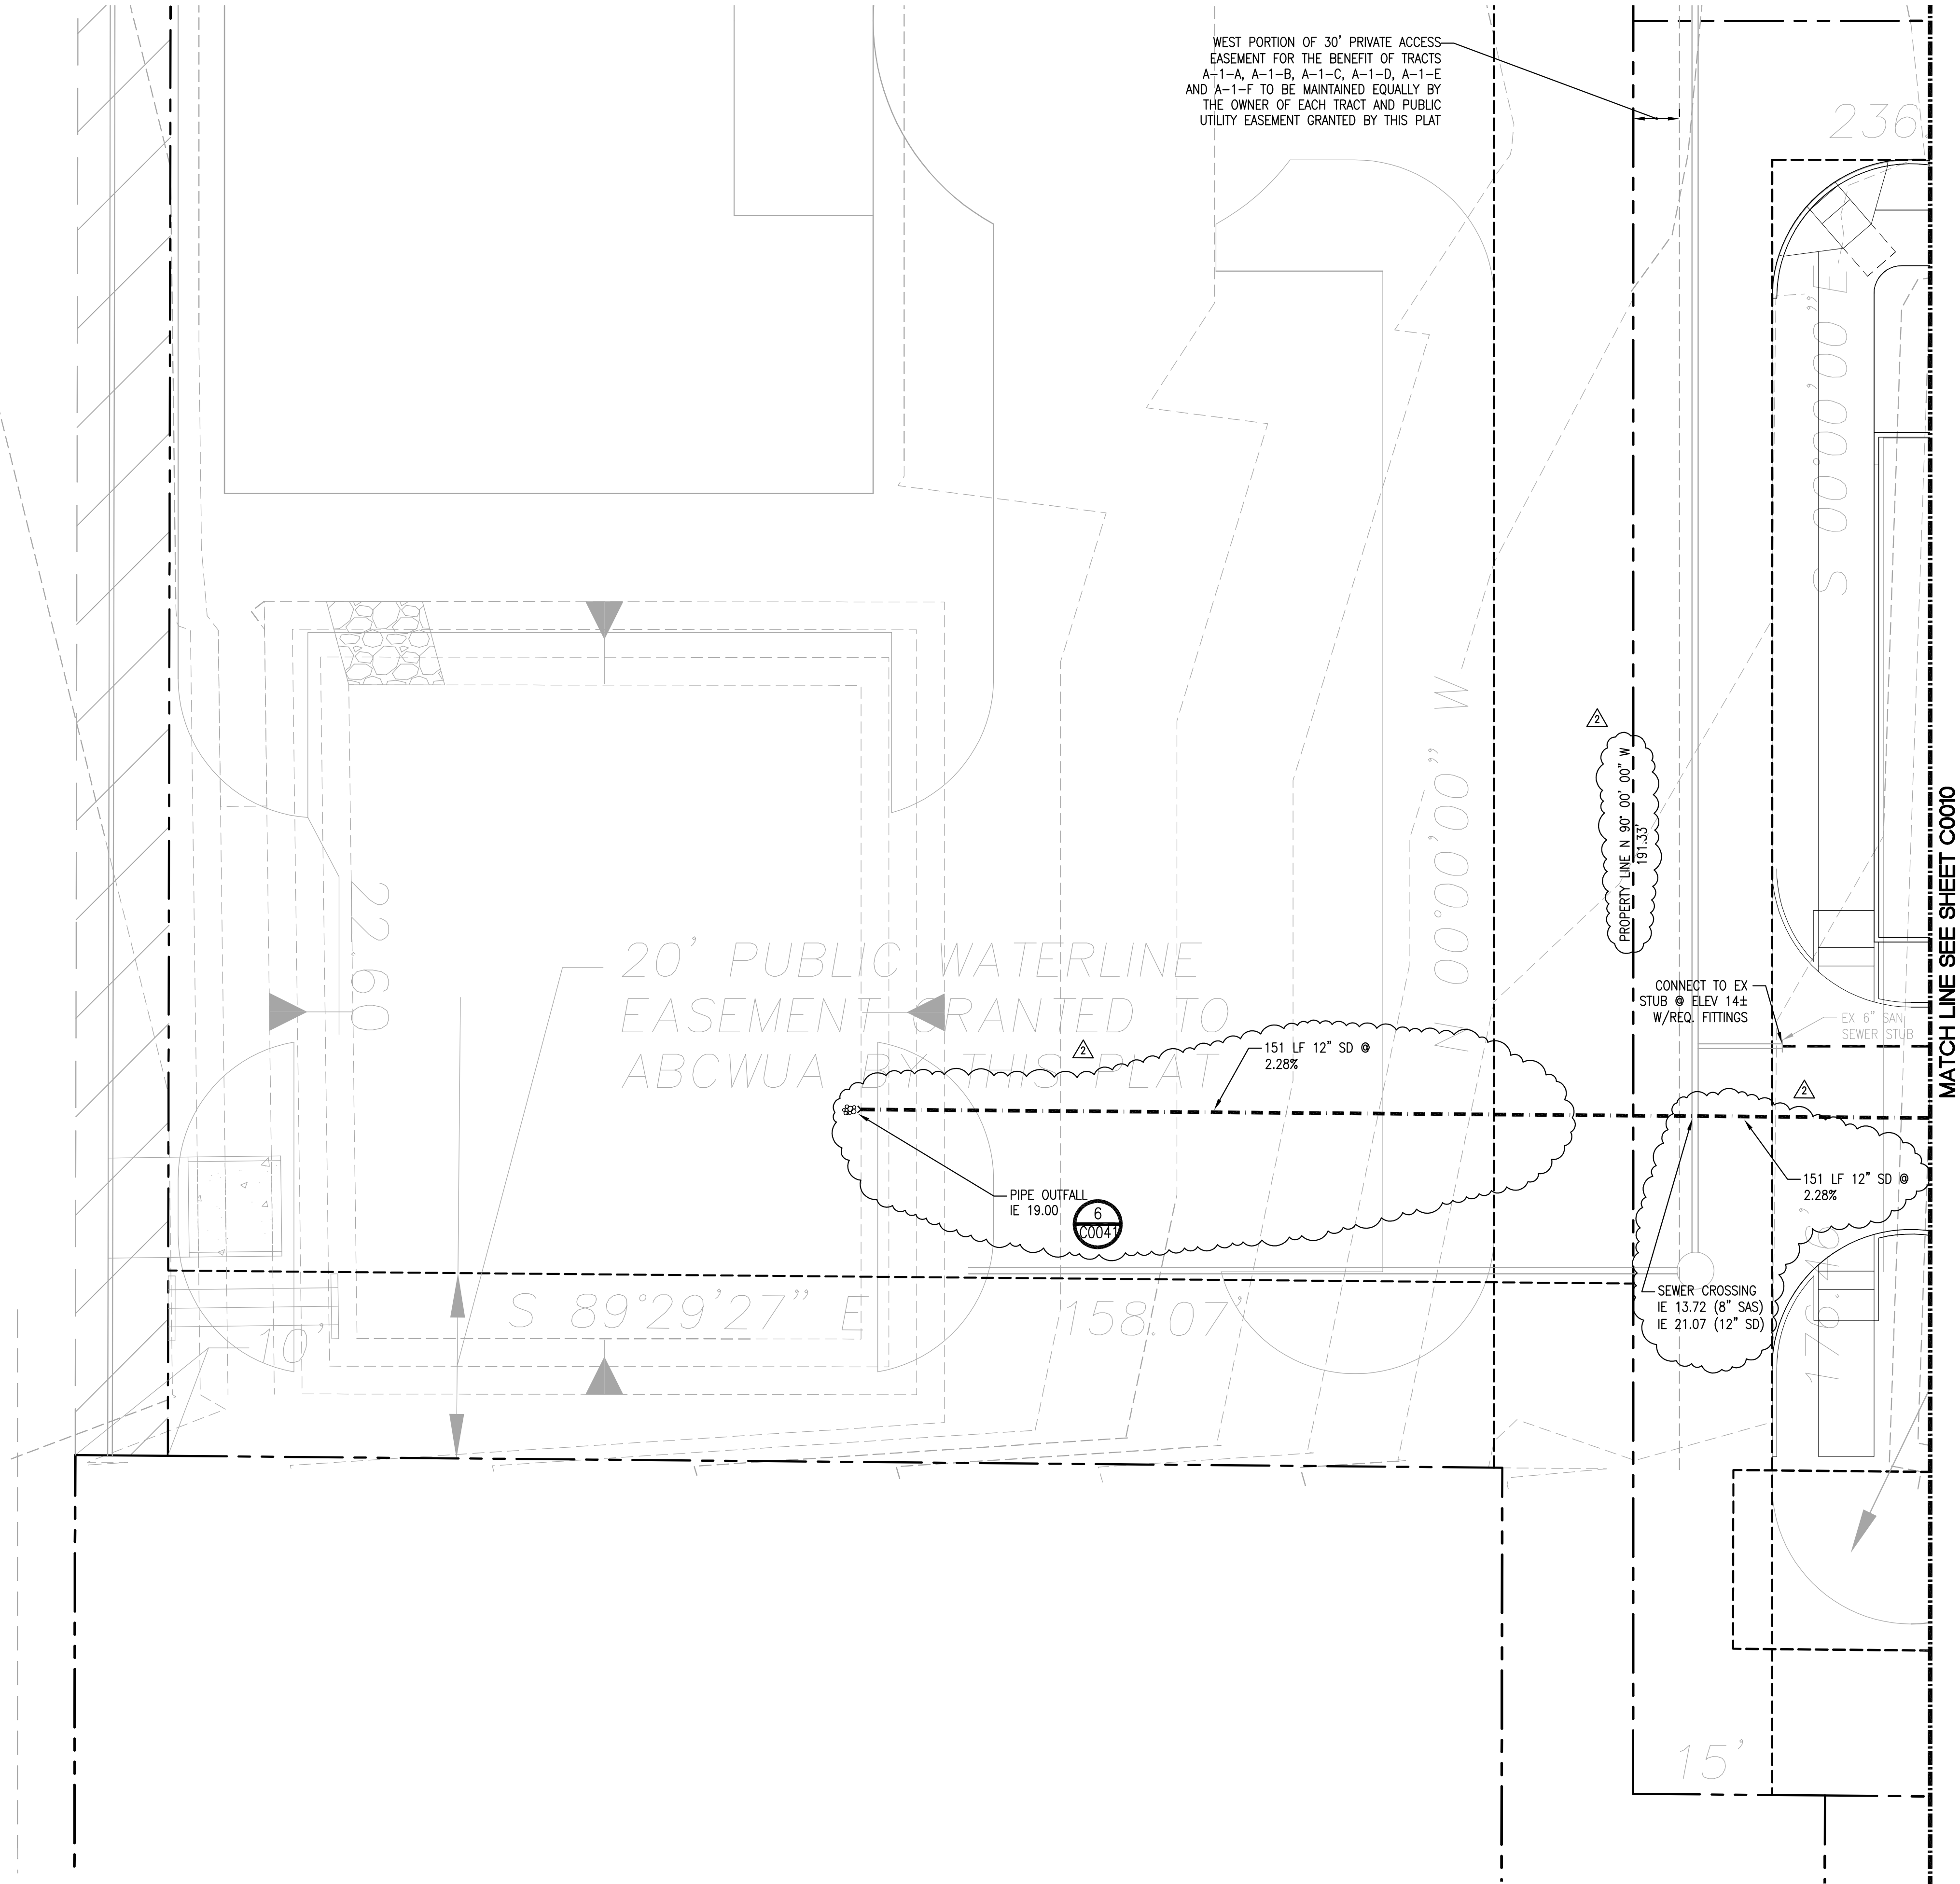 WEST PORTION OF 30' PRIVATE ACCESS
EASEMENT FOR THE BENEFIT OF TRACTS
A-1-A, A-1-B, A-1-C, A-1-D, A-1-E
AND A-1-F TO BE MAINTAINED EQUALLY BY
THE OWNER OF EACH TRACT AND PUBLIC
UTILITY EASEMENT GRANTED BY THIS PLAT
236
S 00°00'00" E
N 00°00'00" W
2
PROPERTY LINE N 90° 00' 00" W
191.33'
MATCH LINE SEE SHEET C0010
226.0
20' PUBLIC WATERLINE
EASEMENT GRANTED TO
ABCWUA BY THIS PLAT
CONNECT TO EX
STUB @ ELEV 14±
W/REQ. FITTINGS
EX 6" SAN
SEWER STUB
2
151 LF 12" SD @
2.28%
2
151 LF 12" SD @
2.28%
PIPE OUTFALL
IE 19.00
6
C0041
SEWER CROSSING
IE 13.72 (8" SAS)
IE 21.07 (12" SD)
176.46'
S 89°29'27" E
158.07'
10'
15'